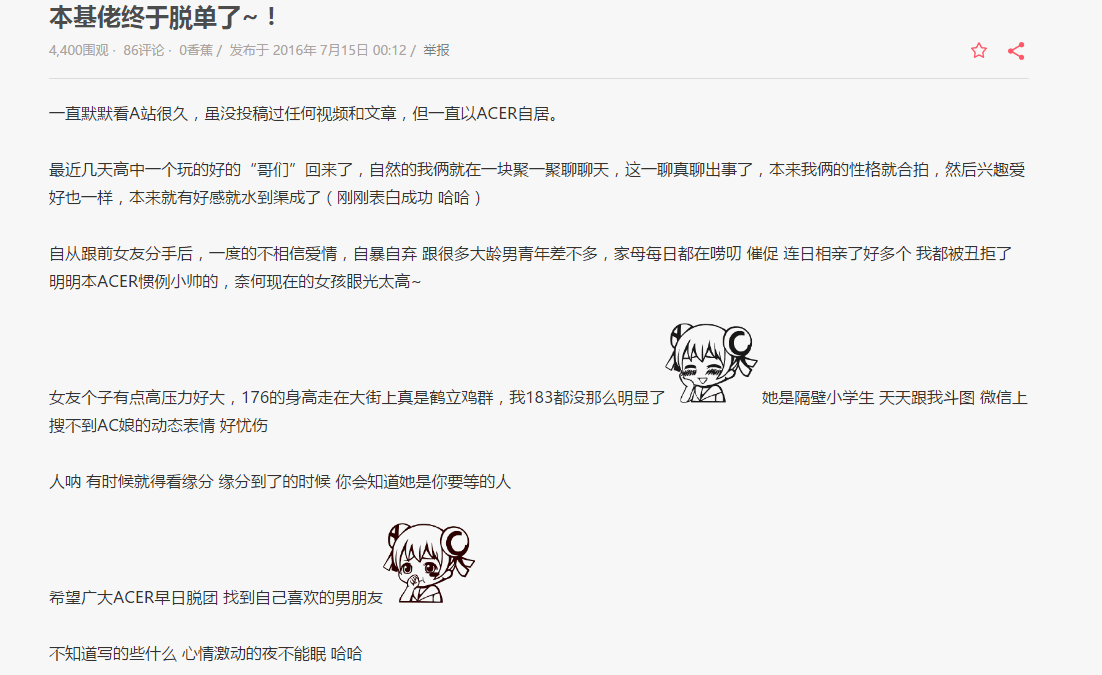 本基佬终于脱单了~！
4,400围观 · 86评论 · 0香蕉 / 发布于 2016年 7月15日 00:12 / 举报
一直默默看A站很久，虽没投稿过任何视频和文章，但一直以ACER自居。
最近几天高中一个玩的好的“哥们”回来了，自然的我俩就在一块聚一聚聊聊天，这一聊真聊出事了，本来我俩的性格就合拍，然后兴趣爱
好也一样，本来就有好感就水到渠成了（刚刚表白成功 哈哈）
自从跟前女友分手后，一度的不相信爱情，自暴自弃 跟很多大龄男青年差不多，家母每日都在唠叨 催促 连日相亲了好多个 我都被丑拒了
明明本ACER惯例小帅的，奈何现在的女孩眼光太高~
女友个子有点高压力好大，176的身高走在大街上真是鹤立鸡群，我183都没那么明显了 她是隔壁小学生 天天跟我斗图 微信上
搜不到AC娘的动态表情 好忧伤
人呐 有时候就得看缘分 缘分到了的时候 你会知道她是你要等的人
希望广大ACER早日脱团 找到自己喜欢的男朋友
不知道写的些什么 心情激动的夜不能眠 哈哈